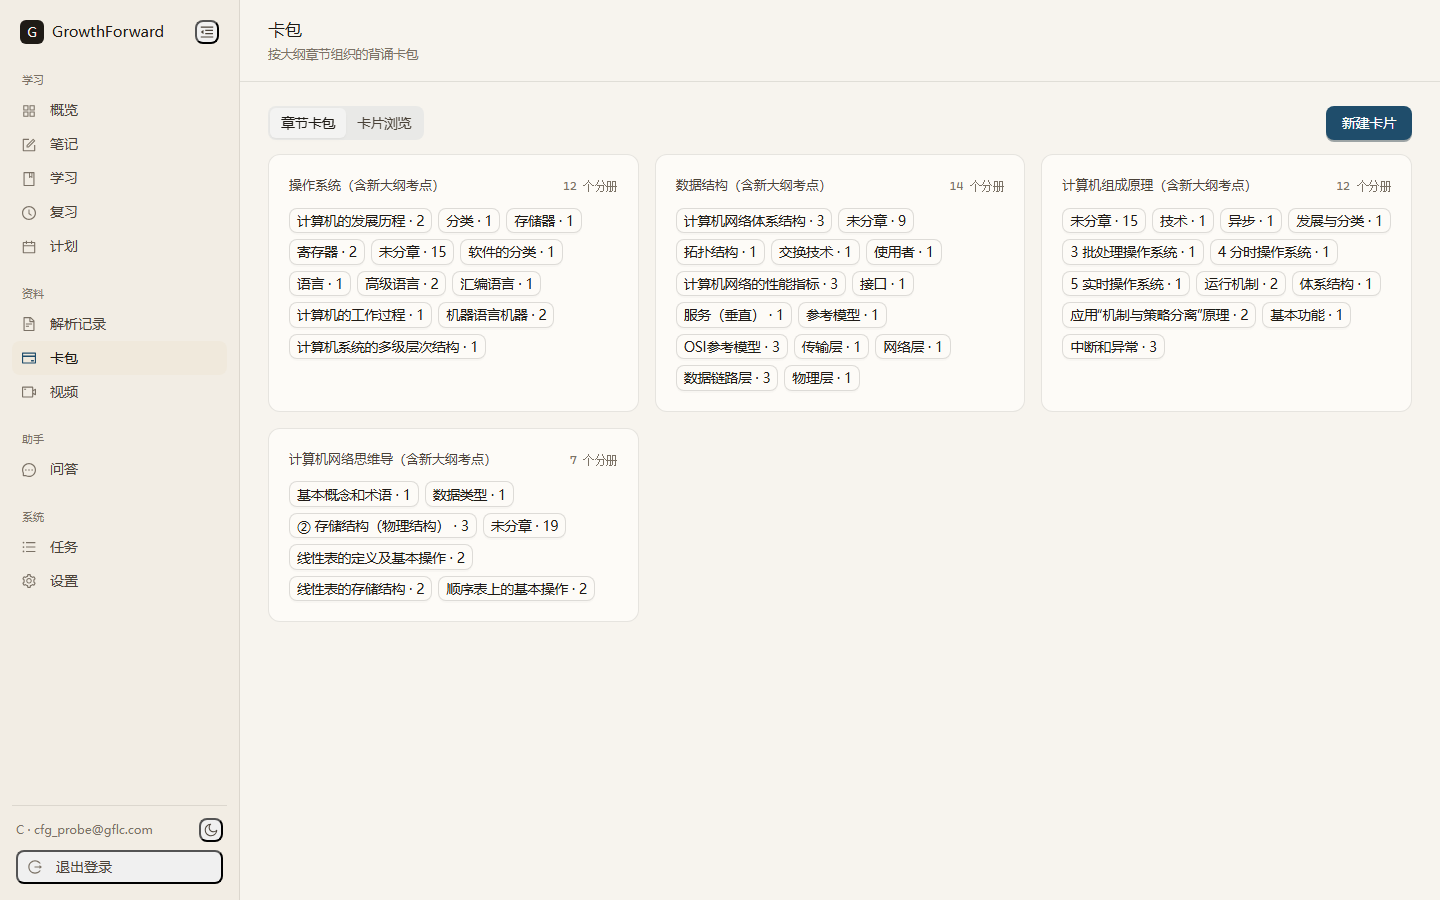 G GrowthForward
学习
概览
笔记
学习
复习
计划
资料
解析记录
卡包
视频
助手
问答
系统
任务
设置
C · cfg_probe@gflc.com
退出登录
卡包
按大纲章节组织的背诵卡包
章节卡包 卡片浏览
新建卡片
操作系统（含新大纲考点） 12 个分册
计算机的发展历程 · 2 分类 · 1 存储器 · 1
寄存器 · 2 未分章 · 15 软件的分类 · 1
语言 · 1 高级语言 · 2 汇编语言 · 1
计算机的工作过程 · 1 机器语言机器 · 2
计算机系统的多级层次结构 · 1
数据结构（含新大纲考点） 14 个分册
计算机网络体系结构 · 3 未分章 · 9
拓扑结构 · 1 交换技术 · 1 使用者 · 1
计算机网络的性能指标 · 3 接口 · 1
服务（垂直） · 1 参考模型 · 1
OSI参考模型 · 3 传输层 · 1 网络层 · 1
数据链路层 · 3 物理层 · 1
计算机组成原理（含新大纲考点） 12 个分册
未分章 · 15 技术 · 1 异步 · 1 发展与分类 · 1
3 批处理操作系统 · 1 4 分时操作系统 · 1
5 实时操作系统 · 1 运行机制 · 2 体系结构 · 1
应用“机制与策略分离”原理 · 2 基本功能 · 1
中断和异常 · 3
计算机网络思维导（含新大纲考点） 7 个分册
基本概念和术语 · 1 数据类型 · 1
② 存储结构（物理结构） · 3 未分章 · 19
线性表的定义及基本操作 · 2
线性表的存储结构 · 2 顺序表上的基本操作 · 2